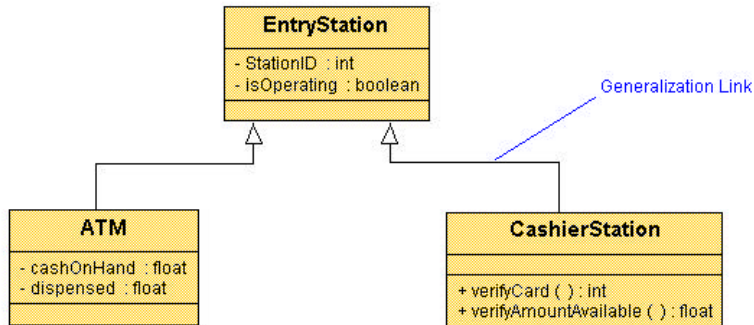 EntryStation
- StationID : int
- isOperating : boolean
Generalization Link
ATM
- cashOnHand : float
- dispensed : float
CashierStation
+ verifyCard ( ) : int
+ verifyAmountAvailable ( ) : float